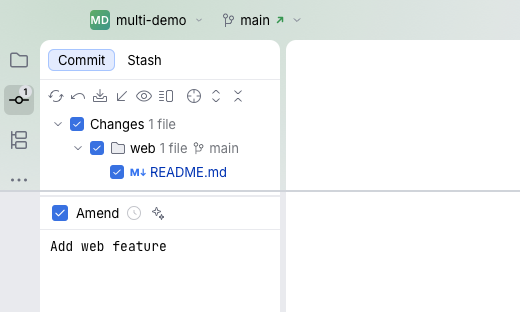 MD multi-demo main
Commit Stash
1
Changes 1 file
web 1 file main
M↓ README.md
Amend
Add web feature